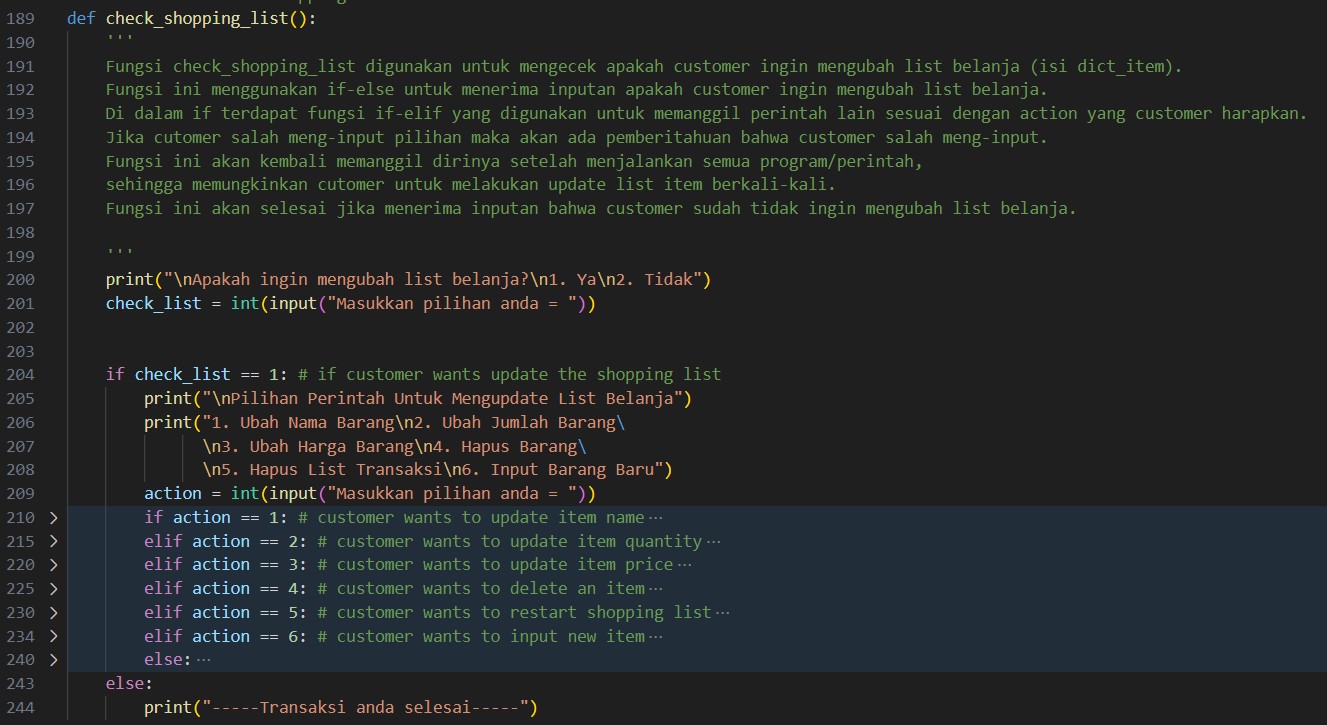 189 def check_shopping_list():
190 '''
191 Fungsi check_shopping_list digunakan untuk mengecek apakah customer ingin mengubah list belanja (isi dict_item).
192 Fungsi ini menggunakan if-else untuk menerima inputan apakah customer ingin mengubah list belanja.
193 Di dalam if terdapat fungsi if-elif yang digunakan untuk memanggil perintah lain sesuai dengan action yang customer harapkan.
194 Jika cutomer salah meng-input pilihan maka akan ada pemberitahuan bahwa customer salah meng-input.
195 Fungsi ini akan kembali memanggil dirinya setelah menjalankan semua program/perintah,
196 sehingga memungkinkan cutomer untuk melakukan update list item berkali-kali.
197 Fungsi ini akan selesai jika menerima inputan bahwa customer sudah tidak ingin mengubah list belanja.
198
199 '''
200 print("\nApakah ingin mengubah list belanja?\n1. Ya\n2. Tidak")
201 check_list = int(input("Masukkan pilihan anda = "))
202
203
204 if check_list == 1: # if customer wants update the shopping list
205 print("\nPilihan Perintah Untuk Mengupdate List Belanja")
206 print("1. Ubah Nama Barang\n2. Ubah Jumlah Barang\
207 \n3. Ubah Harga Barang\n4. Hapus Barang\
208 \n5. Hapus List Transaksi\n6. Input Barang Baru")
209 action = int(input("Masukkan pilihan anda = "))
210 if action == 1: # customer wants to update item name···
215 elif action == 2: # customer wants to update item quantity···
220 elif action == 3: # customer wants to update item price···
225 elif action == 4: # customer wants to delete an item···
230 elif action == 5: # customer wants to restart shopping list···
234 elif action == 6: # customer wants to input new item···
240 else:···
243 else:
244 print("-----Transaksi anda selesai-----")